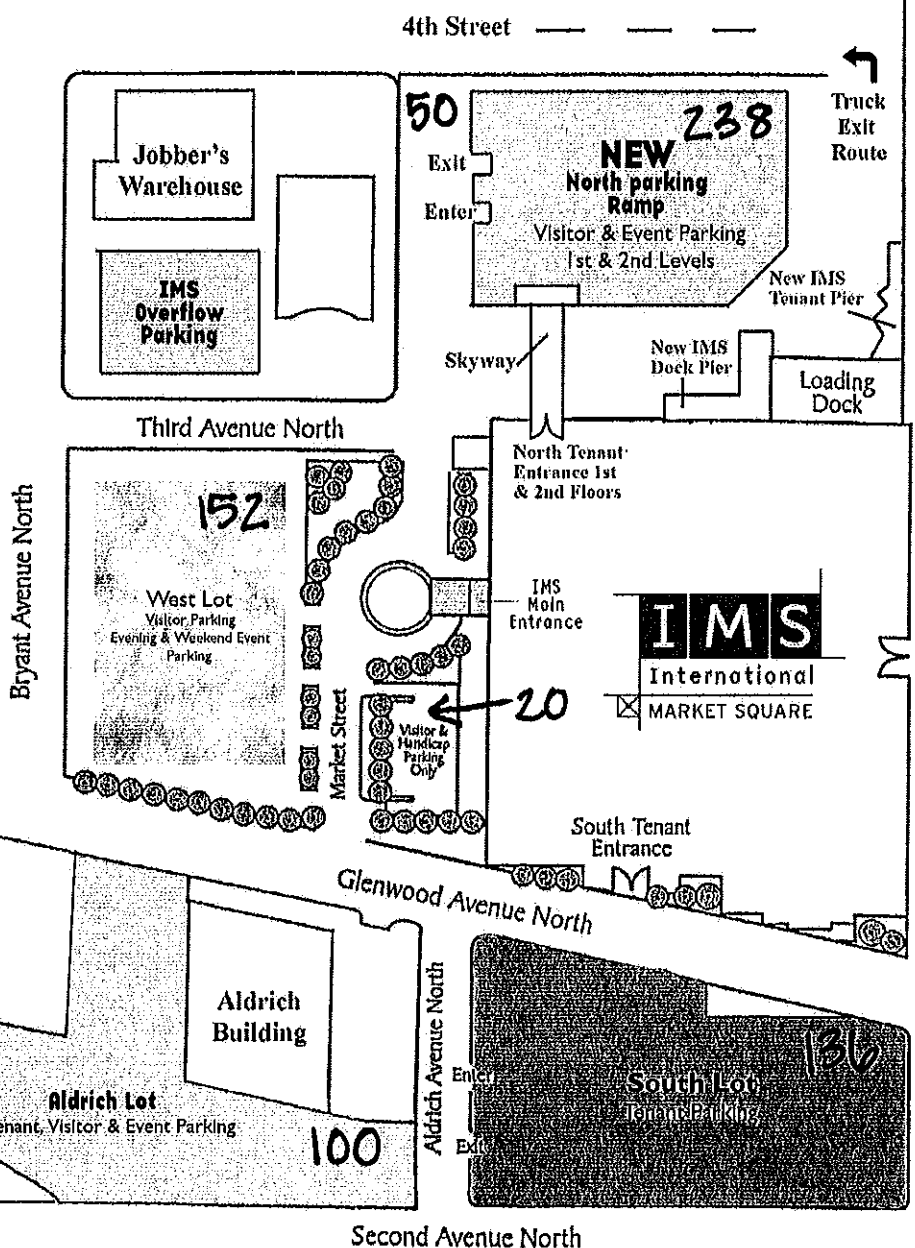 4th Street
Truck
Exit
Route
50
238
Jobber's
Warehouse
Exit
Enter
NEW
North parking
Ramp
Visitor & Event Parking
1st & 2nd Levels
IMS
Overflow
Parking
New IMS
Tenant Pier
Skyway
New IMS
Dock Pier
Loading
Dock
Third Avenue North
North Tenant
Entrance 1st
& 2nd Floors
Bryant Avenue North
152
West Lot
Visitor Parking
Evening & Weekend Event
Parking
IMS
Main
Entrance
IMS
International
MARKET SQUARE
20
Market Street
Visitor &
Handicap
Parking
Only
South Tenant
Entrance
Glenwood Avenue North
Aldrich
Building
Aldrich Avenue North
136
Enter
South Lot
Tenant Parking
Exit
Aldrich Lot
enant, Visitor & Event Parking
100
Second Avenue North